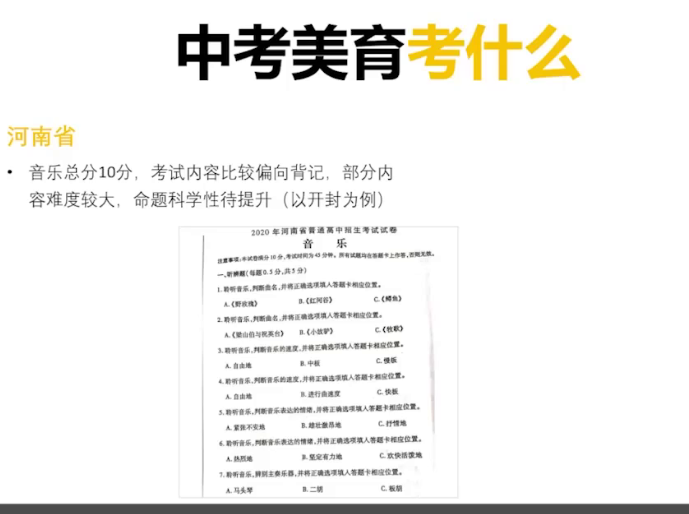 中考美育考什么
河南省
• 音乐总分10分，考试内容比较偏向背记，部分内
容难度较大，命题科学性待提升（以开封为例）
2020年河南省普通高中招生考试试卷
音 乐
注意事项：本试卷满分10分，考试时间为45分钟。所有试题均在答题卡上作答，否则无效。
一、听辨题(每题0.5分，共5分)
1.聆听音乐，判断曲名，并将正确选项填入答题卡相应位置。
A.《野玫瑰》 B.《红河谷》 C.《鳟鱼》
2.聆听音乐，判断曲名，并将正确选项填入答题卡相应位置。
A.《梁山伯与祝英台》 B.《小放驴》 C.《牧歌》
3.聆听音乐，判断音乐的速度，并将正确选项填入答题卡相应位置。
A.自由地 B.中板 C.慢板
4.聆听音乐，判断音乐的速度，并将正确选项填入答题卡相应位置。
A.自由地 B.进行曲速度 C.快板
5.聆听音乐，判断音乐表达的情绪，并将正确选项填入答题卡相应位置。
A.紧张不安地 B.雄壮激昂地 C.抒情地
6.聆听音乐，判断音乐表达的情绪，并将正确选项填入答题卡相应位置。
A.热烈地 B.坚定有力地 C.欢快活泼地
7.聆听音乐，辨别主奏乐器，并将正确选项填入答题卡相应位置。
A.马头琴 B.二胡 C.板胡